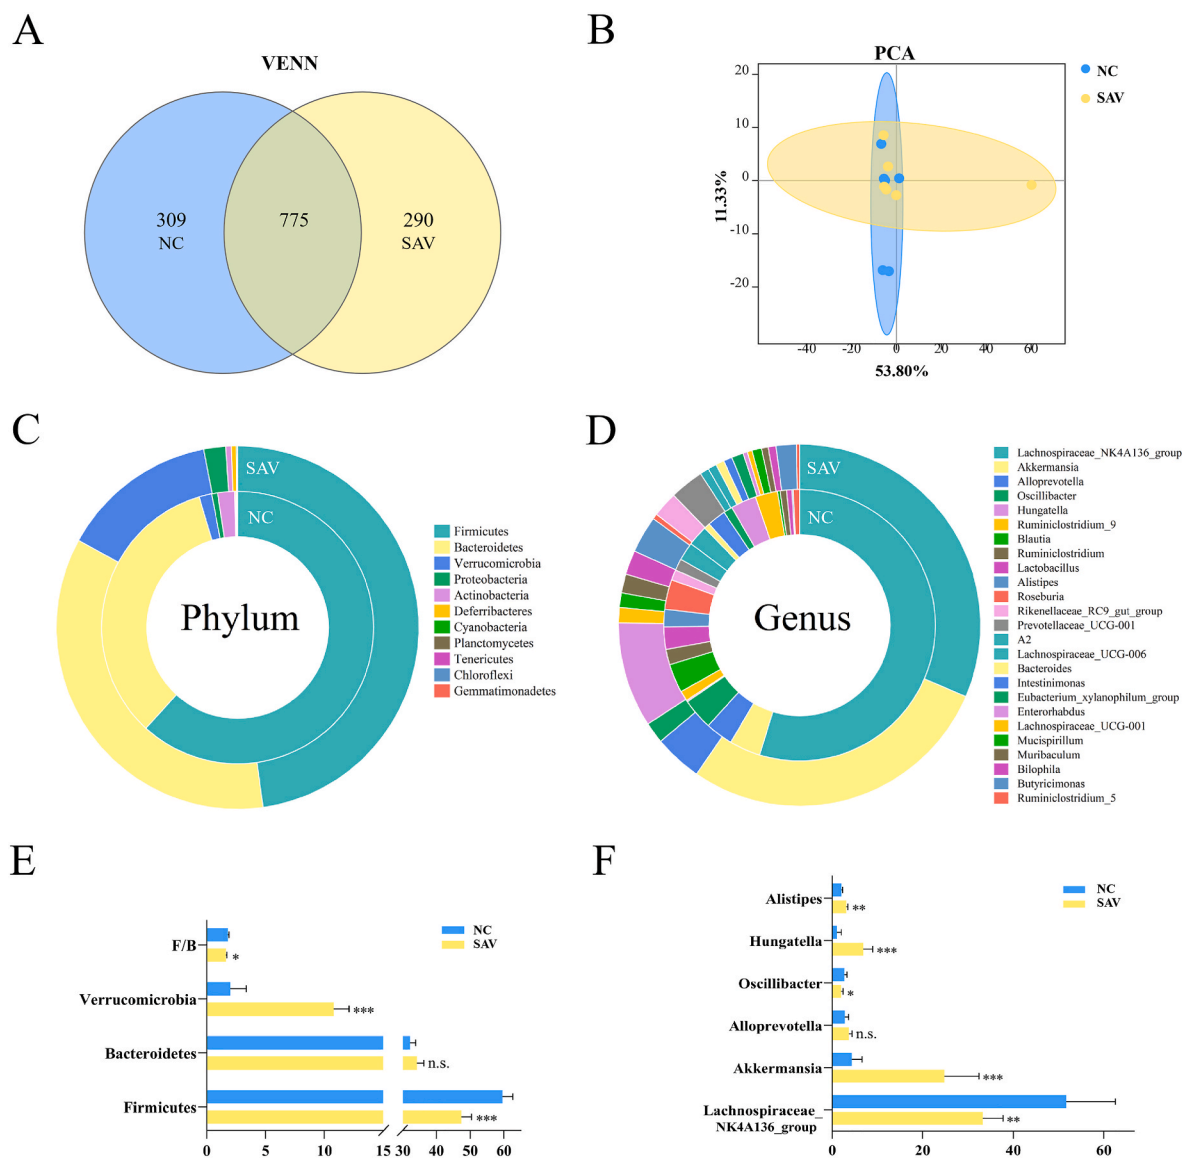 A
VENN
309
NC
775
290
SAV
B
PCA
20
10
0
-10
-20
11.33%
-40 -20 0 20 40 60
53.80%
NC
SAV
C
SAV
NC
Phylum
Firmicutes
Bacteroidetes
Verrucomicrobia
Proteobacteria
Actinobacteria
Deferribacteres
Cyanobacteria
Planctomycetes
Tenericutes
Chloroflexi
Gemmatimonadetes
D
SAV
NC
Genus
Lachnospiraceae_NK4A136_group
Akkermansia
Alloprevotella
Oscillibacter
Hungatella
Ruminiclostridium_9
Blautia
Ruminiclostridium
Lactobacillus
Alistipes
Roseburia
Rikenellaceae_RC9_gut_group
Prevotellaceae_UCG-001
A2
Lachnospiraceae_UCG-006
Bacteroides
Intestinimonas
Eubacterium_xylanophilum_group
Enterorhabdus
Lachnospiraceae_UCG-001
Mucispirillum
Muribaculum
Bilophila
Butyricimonas
Ruminiclostridium_5
E
NC
SAV
F/B
*
Verrucomicrobia
***
Bacteroidetes
n.s.
Firmicutes
***
0 5 10 15 30 40 50 60
F
NC
SAV
Alistipes
**
Hungatella
***
Oscillibacter
*
Alloprevotella
n.s.
Akkermansia
***
Lachnospiraceae_
NK4A136_group
**
0 20 40 60